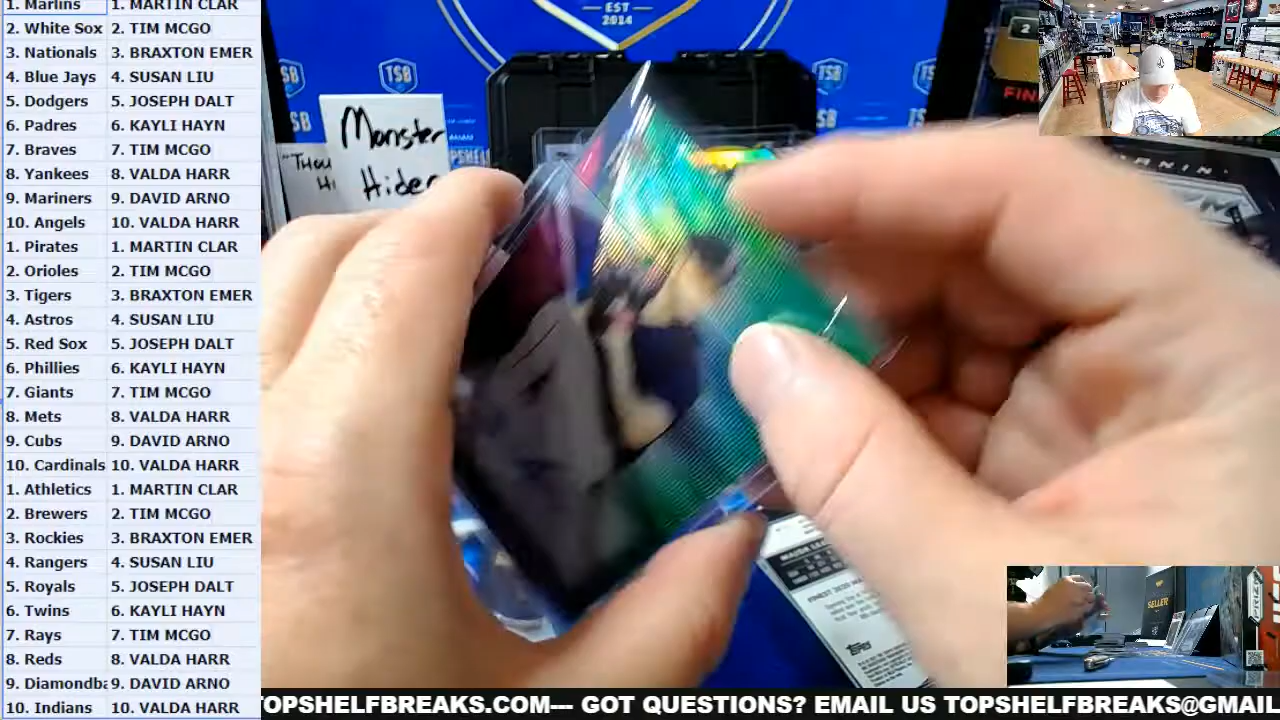 1. Marlins 1. MARTIN CLAR
2. White Sox 2. TIM MCGO
3. Nationals 3. BRAXTON EMER
4. Blue Jays 4. SUSAN LIU
5. Dodgers 5. JOSEPH DALT
6. Padres 6. KAYLI HAYN
7. Braves 7. TIM MCGO
8. Yankees 8. VALDA HARR
9. Mariners 9. DAVID ARNO
10. Angels 10. VALDA HARR
1. Pirates 1. MARTIN CLAR
2. Orioles 2. TIM MCGO
3. Tigers 3. BRAXTON EMER
4. Astros 4. SUSAN LIU
5. Red Sox 5. JOSEPH DALT
6. Phillies 6. KAYLI HAYN
7. Giants 7. TIM MCGO
8. Mets 8. VALDA HARR
9. Cubs 9. DAVID ARNO
10. Cardinals 10. VALDA HARR
1. Athletics 1. MARTIN CLAR
2. Brewers 2. TIM MCGO
3. Rockies 3. BRAXTON EMER
4. Rangers 4. SUSAN LIU
5. Royals 5. JOSEPH DALT
6. Twins 6. KAYLI HAYN
7. Rays 7. TIM MCGO
8. Reds 8. VALDA HARR
9. Diamondba 9. DAVID ARNO
10. Indians 10. VALDA HARR
EST
2014
TSB
TSB
SB
Monster
Hider
FIN
2
SELLER
topps
TOPSHELFBREAKS.COM--- GOT QUESTIONS? EMAIL US TOPSHELFBREAKS@GMAIL